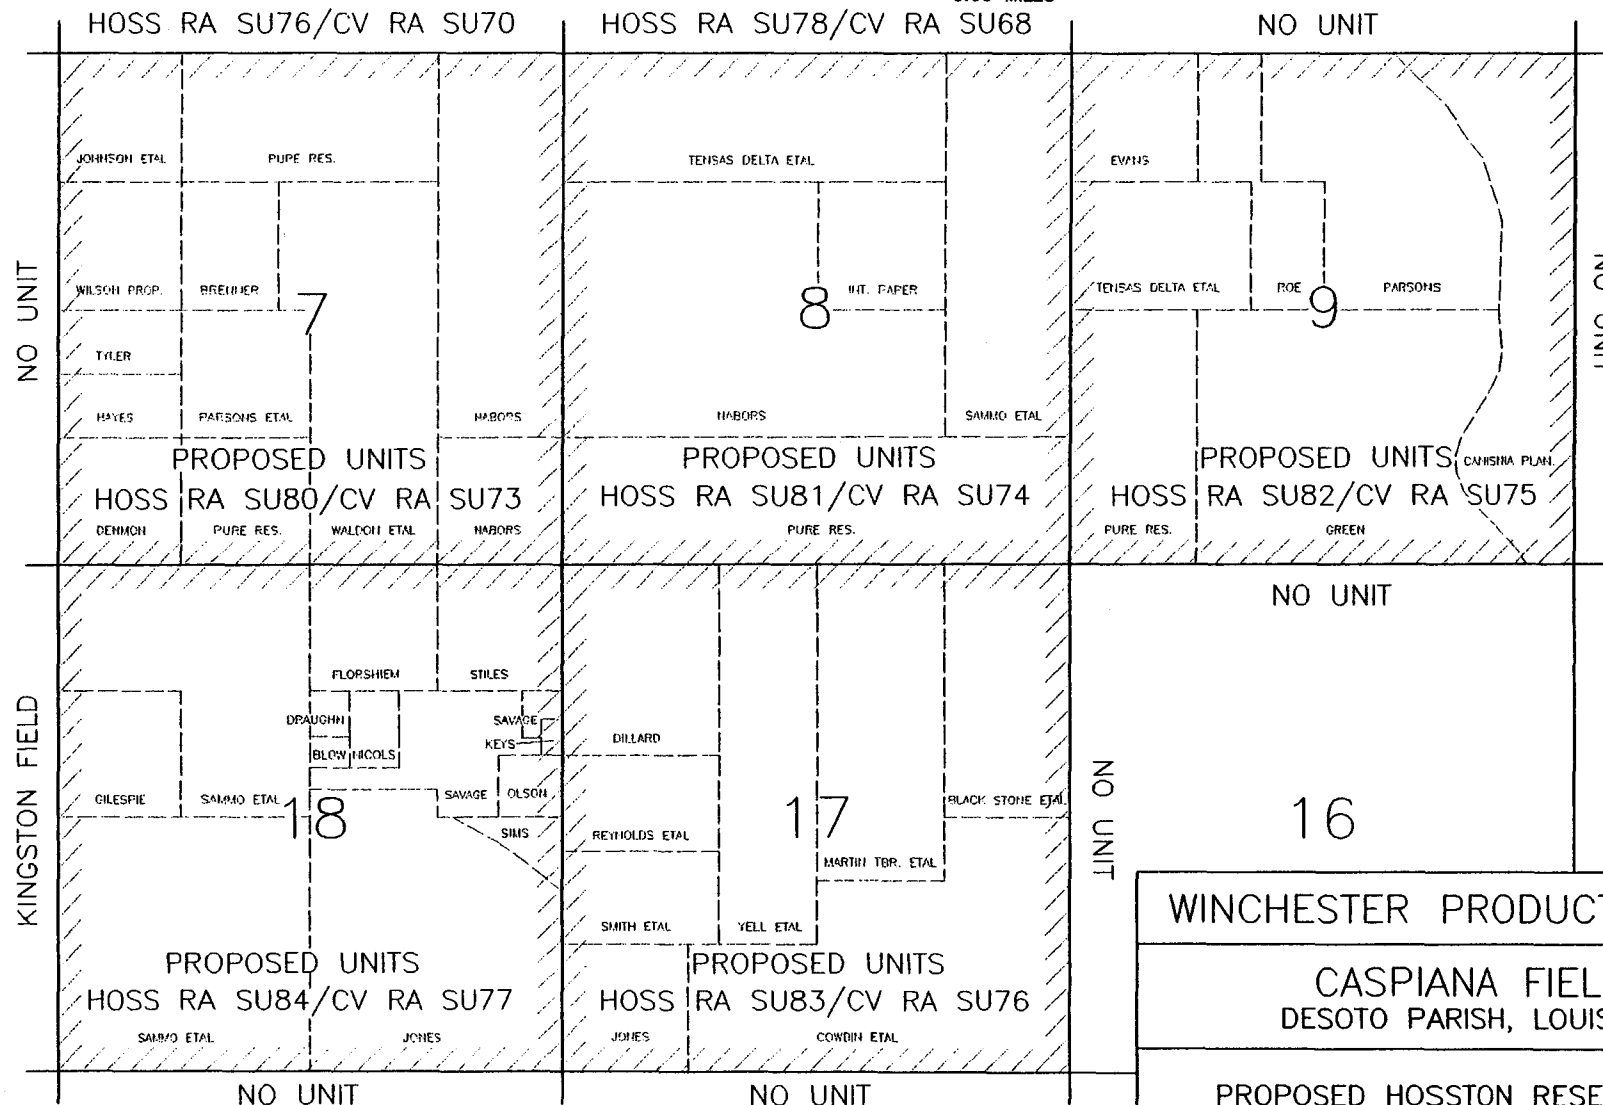 HOSS RA SU76/CV RA SU70
HOSS RA SU78/CV RA SU68
NO UNIT
JOHNSON ETAL
PUPE RES.
TENSAS DELTA ETAL
EVANS
NO UNIT
WILSON PROP.
BRENNER
7
8
INT. PAPER
TENSAS DELTA ETAL
ROE
9
PARSONS
NO UNIT
TYLER
HAYES
PARSONS ETAL
NABORS
NABORS
SAMMO ETAL
PROPOSED UNITS
HOSS RA SU80/CV RA SU73
PROPOSED UNITS
HOSS RA SU81/CV RA SU74
PROPOSED UNITS
CANISNIA PLAN.
HOSS RA SU82/CV RA SU75
DENMON
PURE RES.
WALDON ETAL
NABORS
PURE RES.
PURE RES.
GREEN
NO UNIT
KINGSTON FIELD
FLORSHIEM
STILES
DRAUGHN
SAVAGE
KEYS
BLOW
NICOLS
DILLARD
GILESPIE
SAMMO ETAL
18
SAVAGE
OLSON
SIMS
REYNOLDS ETAL
17
BLACK STONE ETAL
MARTIN TBR. ETAL
NO UNIT
16
SMITH ETAL
YELL ETAL
PROPOSED UNITS
HOSS RA SU84/CV RA SU77
PROPOSED UNITS
HOSS RA SU83/CV RA SU76
SAMMO ETAL
JONES
JONES
COWDIN ETAL
NO UNIT
NO UNIT
WINCHESTER PRODUCT
CASPIANA FIEL
DESOTO PARISH, LOUIS
PROPOSED HOSSTON RESE